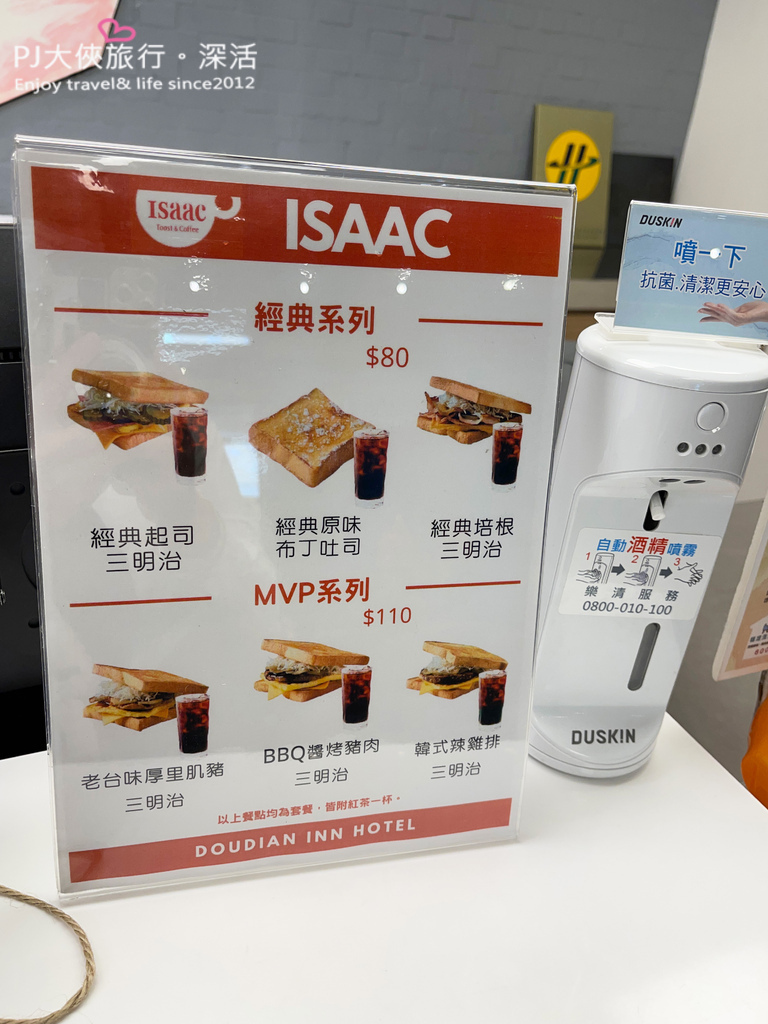 PJ大俠旅行。深活
Enjoy travel& life since2012
Isaac
Toast & Coffee
ISAAC
經典系列
$80
經典起司
三明治
經典原味
布丁吐司
經典培根
三明治
MVP系列
$110
老台味厚里肌豬
三明治
BBQ醬烤豬肉
三明治
韓式辣雞排
三明治
以上餐點均為套餐，皆附紅茶一杯。
DOUDIAN INN HOTEL
DUSKIN
噴一下
抗菌.清潔更安心
自動酒精噴霧
1 2 3
樂清服務
0800-010-100
DUSKIN